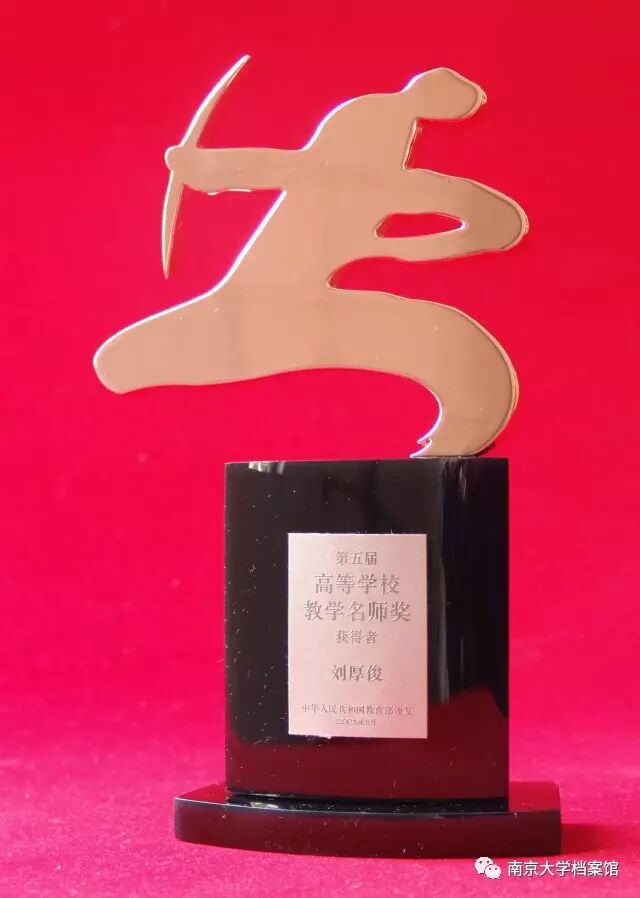 第五届
高等学校
教学名师奖
获得者
刘厚俊
中华人民共和国教育部颁发
二〇〇九年九月
南京大学档案馆